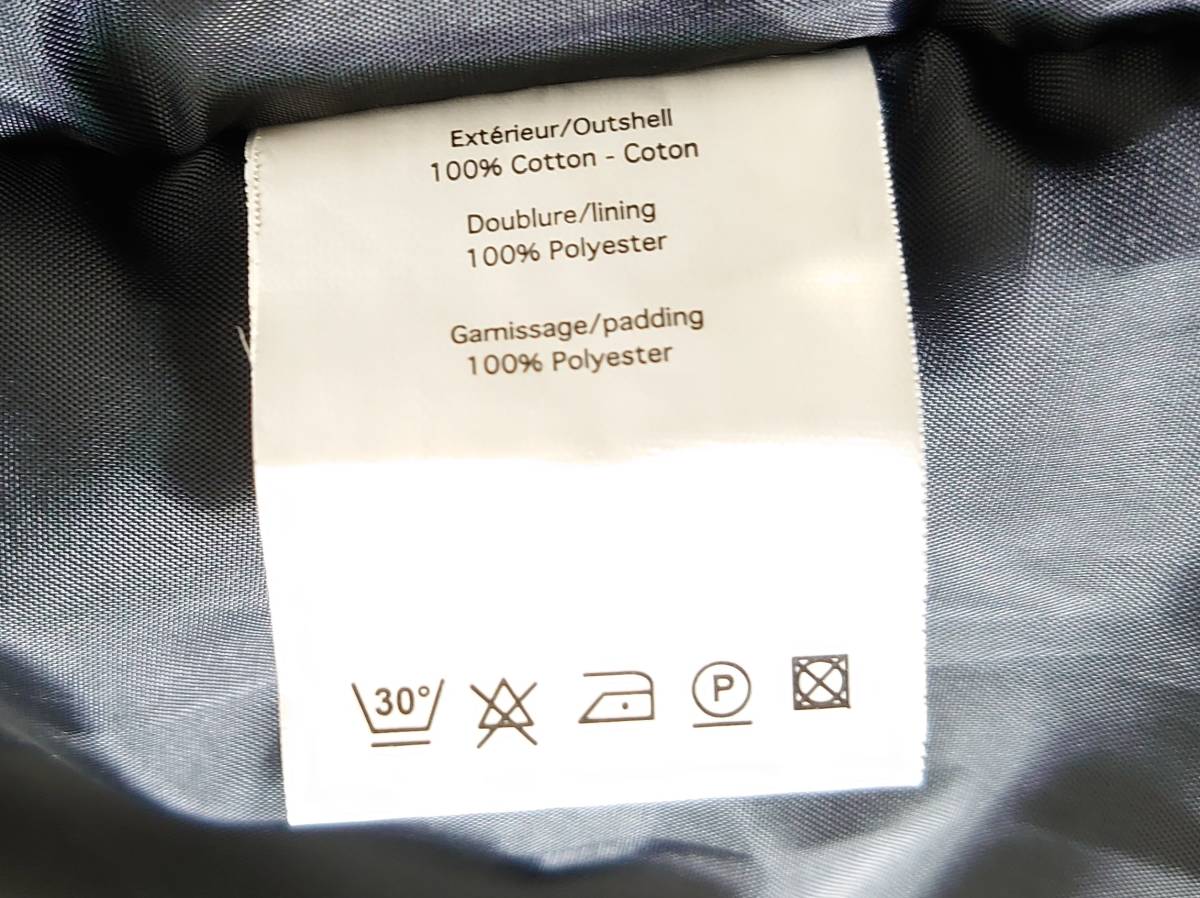 Extérieur/Outshell
100% Cotton - Coton
Doublure/lining
100% Polyester
Garnissage/padding
100% Polyester
30°
P